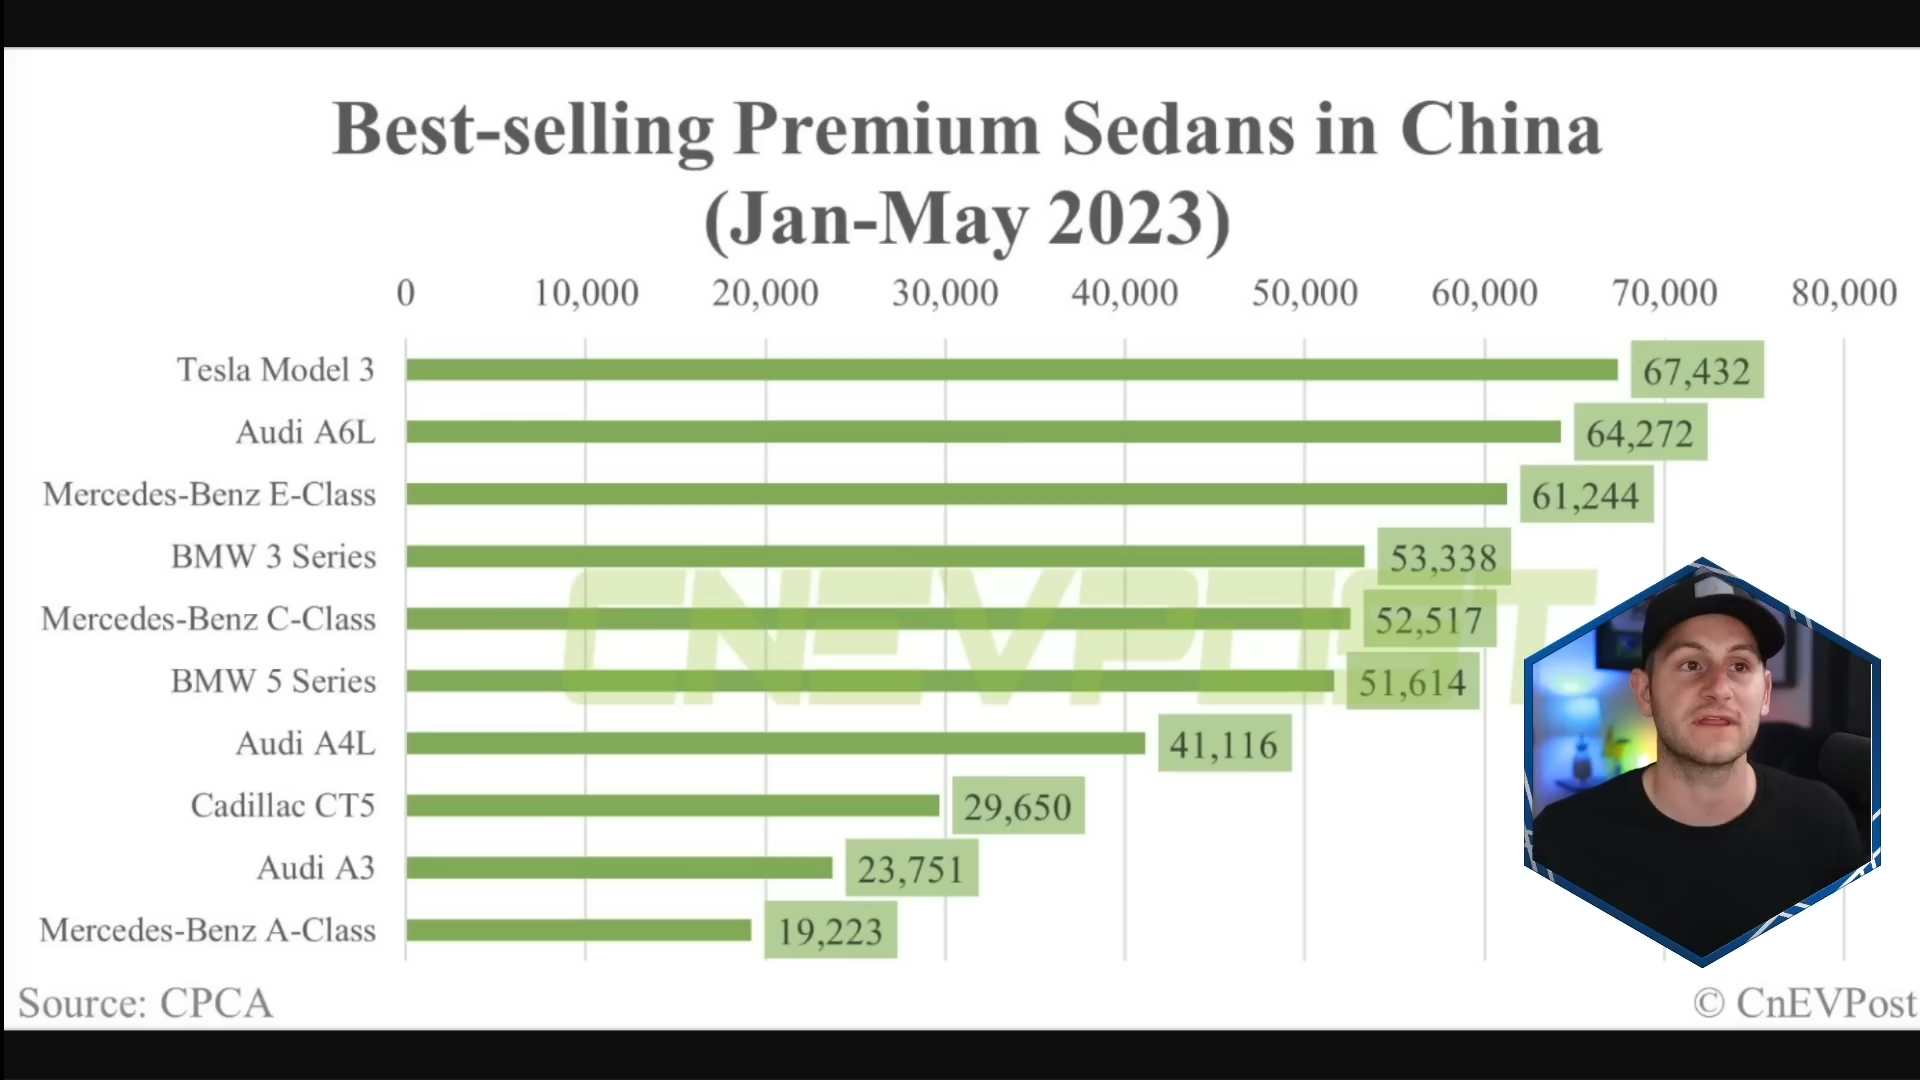 Best-selling Premium Sedans in China
(Jan-May 2023)
0 10,000 20,000 30,000 40,000 50,000 60,000 70,000 80,000
Tesla Model 3 67,432
Audi A6L 64,272
Mercedes-Benz E-Class 61,244
BMW 3 Series 53,338
Mercedes-Benz C-Class 52,517
BMW 5 Series 51,614
CNEVPOST
Audi A4L 41,116
Cadillac CT5 29,650
Audi A3 23,751
Mercedes-Benz A-Class 19,223
Source: CPCA
© CnEVPost